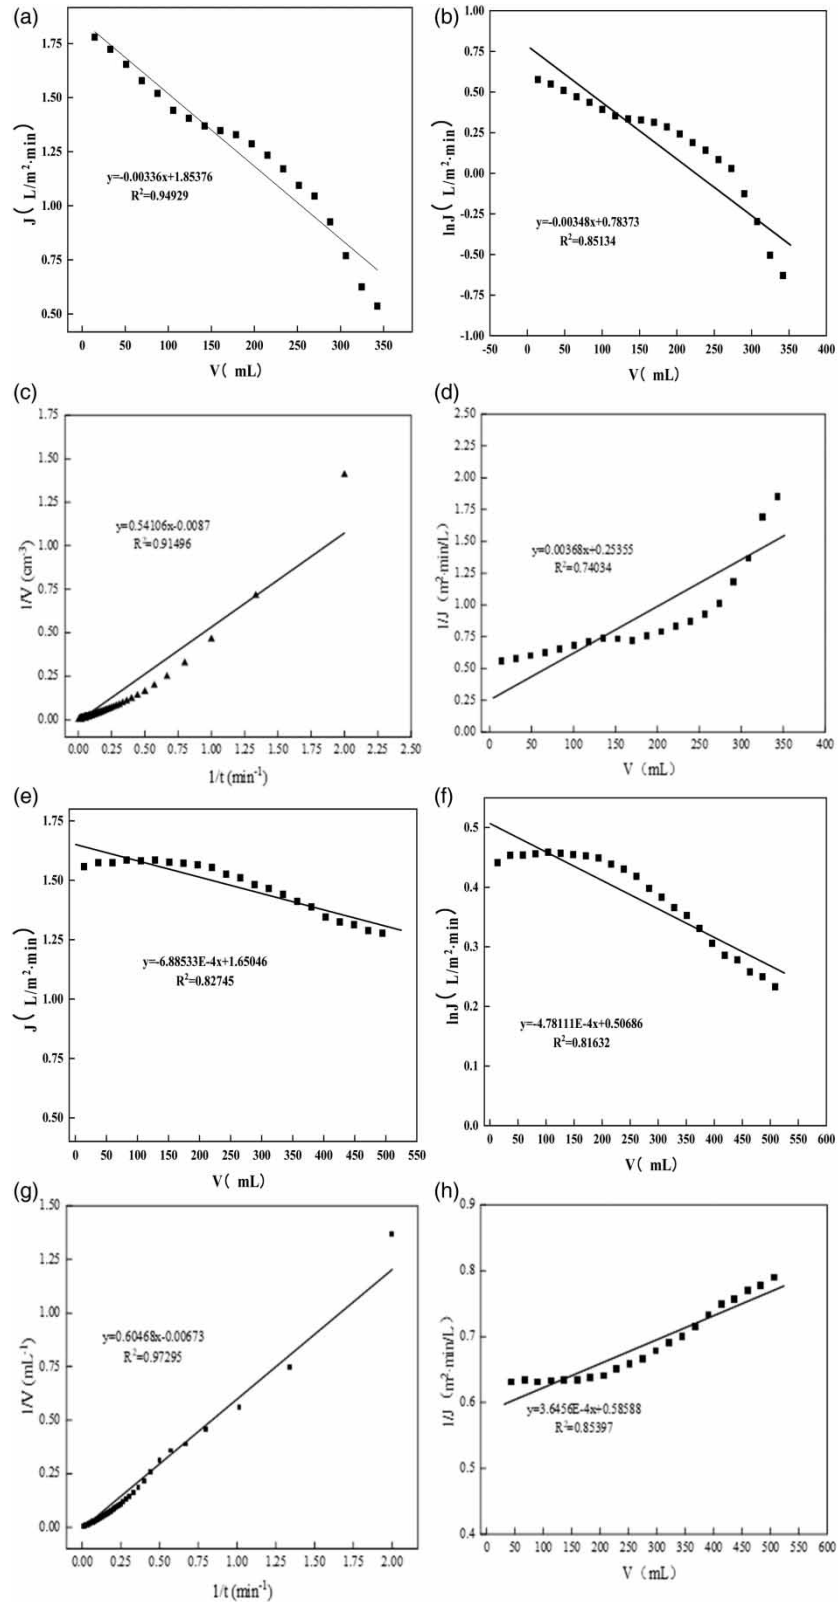 (a)
1.75
1.50
1.25
1.00
0.75
0.50
J( L/m²·min)
y=-0.00336x+1.85376
R²=0.94929
0 50 100 150 200 250 300 350
V( mL)
(b)
1.00
0.75
0.50
0.25
0.00
-0.25
-0.50
-0.75
-1.00
lnJ( L/m²·min)
y=-0.00348x+0.78373
R²=0.85134
-50 0 50 100 150 200 250 300 350 400
V( mL)
(c)
1.75
1.50
1.25
1.00
0.75
0.50
0.25
0.00
1/V (cm⁻³)
y=0.54106x-0.0087
R²=0.91496
0.00 0.25 0.50 0.75 1.00 1.25 1.50 1.75 2.00 2.25 2.50
1/t (min⁻¹)
(d)
2.50
2.25
2.00
1.75
1.50
1.25
1.00
0.75
0.50
0.25
0.00
1/J (m²·min/L)
y=0.00368x+0.25355
R²=0.74034
0 50 100 150 200 250 300 350 400
V (mL)
(e)
1.75
1.50
1.25
1.00
0.75
0.50
J( L/m²·min)
y=-6.88533E-4x+1.65046
R²=0.82745
0 50 100 150 200 250 300 350 400 450 500 550
V( mL)
(f)
0.5
0.4
0.3
0.2
0.1
0.0
lnJ( L/m²·min)
y=-4.78111E-4x+0.50686
R²=0.81632
0 50 100 150 200 250 300 350 400 450 500 550 600
V( mL)
(g)
1.50
1.25
1.00
0.75
0.50
0.25
0.00
1/V (mL⁻¹)
y=0.60468x-0.00673
R²=0.97295
0.00 0.25 0.50 0.75 1.00 1.25 1.50 1.75 2.00
1/t (min⁻¹)
(h)
0.9
0.8
0.7
0.6
0.5
0.4
1/J (m²·min/L)
y=3.6456E-4x+0.58588
R²=0.85397
0 50 100 150 200 250 300 350 400 450 500 550 600
V (mL)